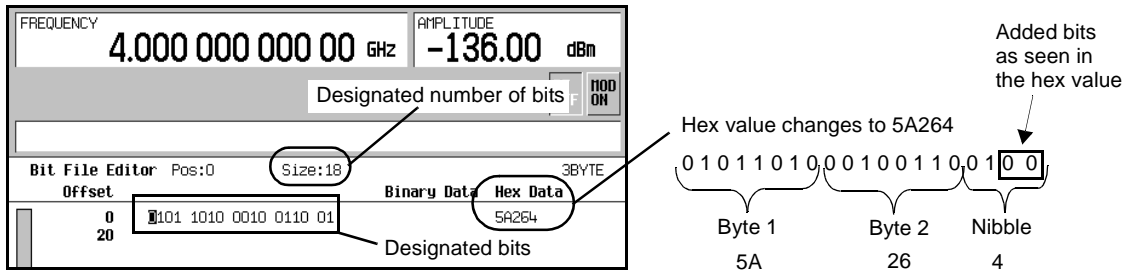 FREQUENCY
4.000 000 000 00 GHz
AMPLITUDE
-136.00 dBm
Designated number of bits
F
MOD
ON
Bit File Editor Pos:0 Size:18 3BYTE
Offset Binary Data Hex Data
0 0101 1010 0010 0110 01 5A264
20
Designated bits
Added bits
as seen in
the hex value
Hex value changes to 5A264
0 1 0 1 1 0 1 0 0 0 1 0 0 1 1 0 0 1 0 0
Byte 1 Byte 2 Nibble
5A 26 4